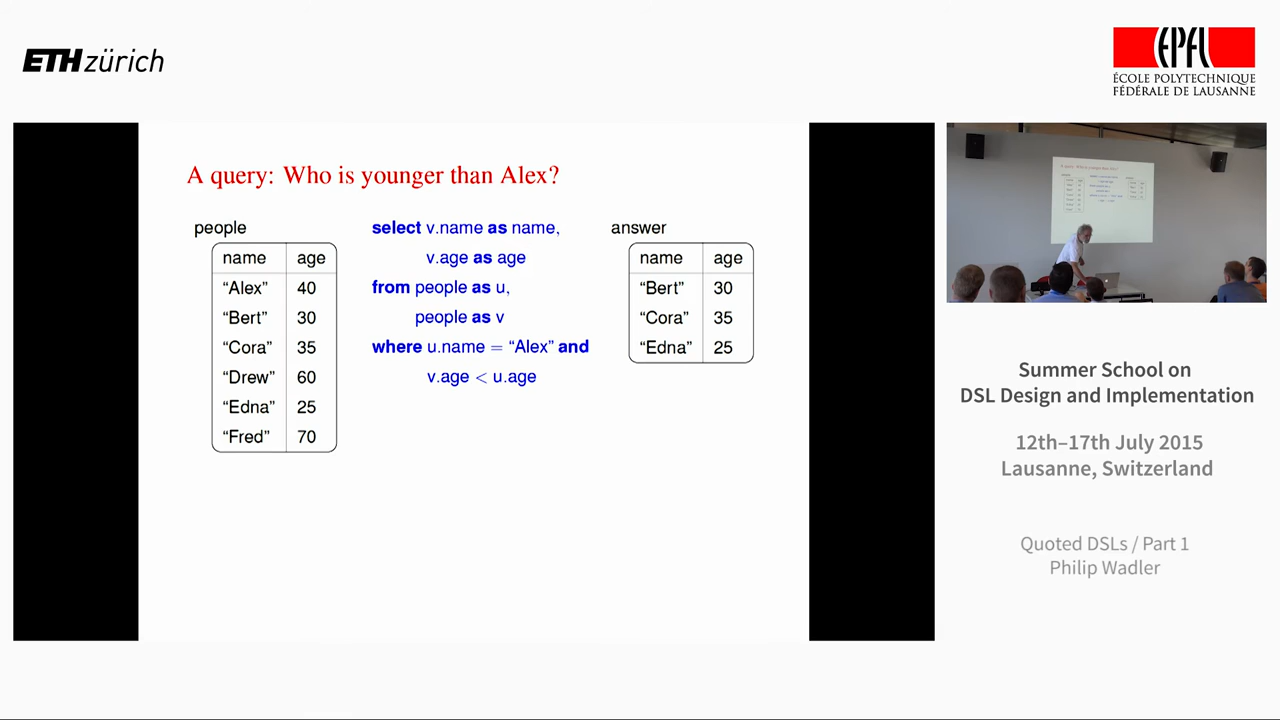 ETH zürich
EPFL
ÉCOLE POLYTECHNIQUE
FÉDÉRALE DE LAUSANNE
A query: Who is younger than Alex?
people
name age
“Alex” 40
“Bert” 30
“Cora” 35
“Drew” 60
“Edna” 25
“Fred” 70
select v.name as name,
v.age as age
from people as u,
people as v
where u.name = “Alex” and
v.age < u.age
answer
name age
“Bert” 30
“Cora” 35
“Edna” 25
Summer School on
DSL Design and Implementation
12th–17th July 2015
Lausanne, Switzerland
Quoted DSLs / Part 1
Philip Wadler